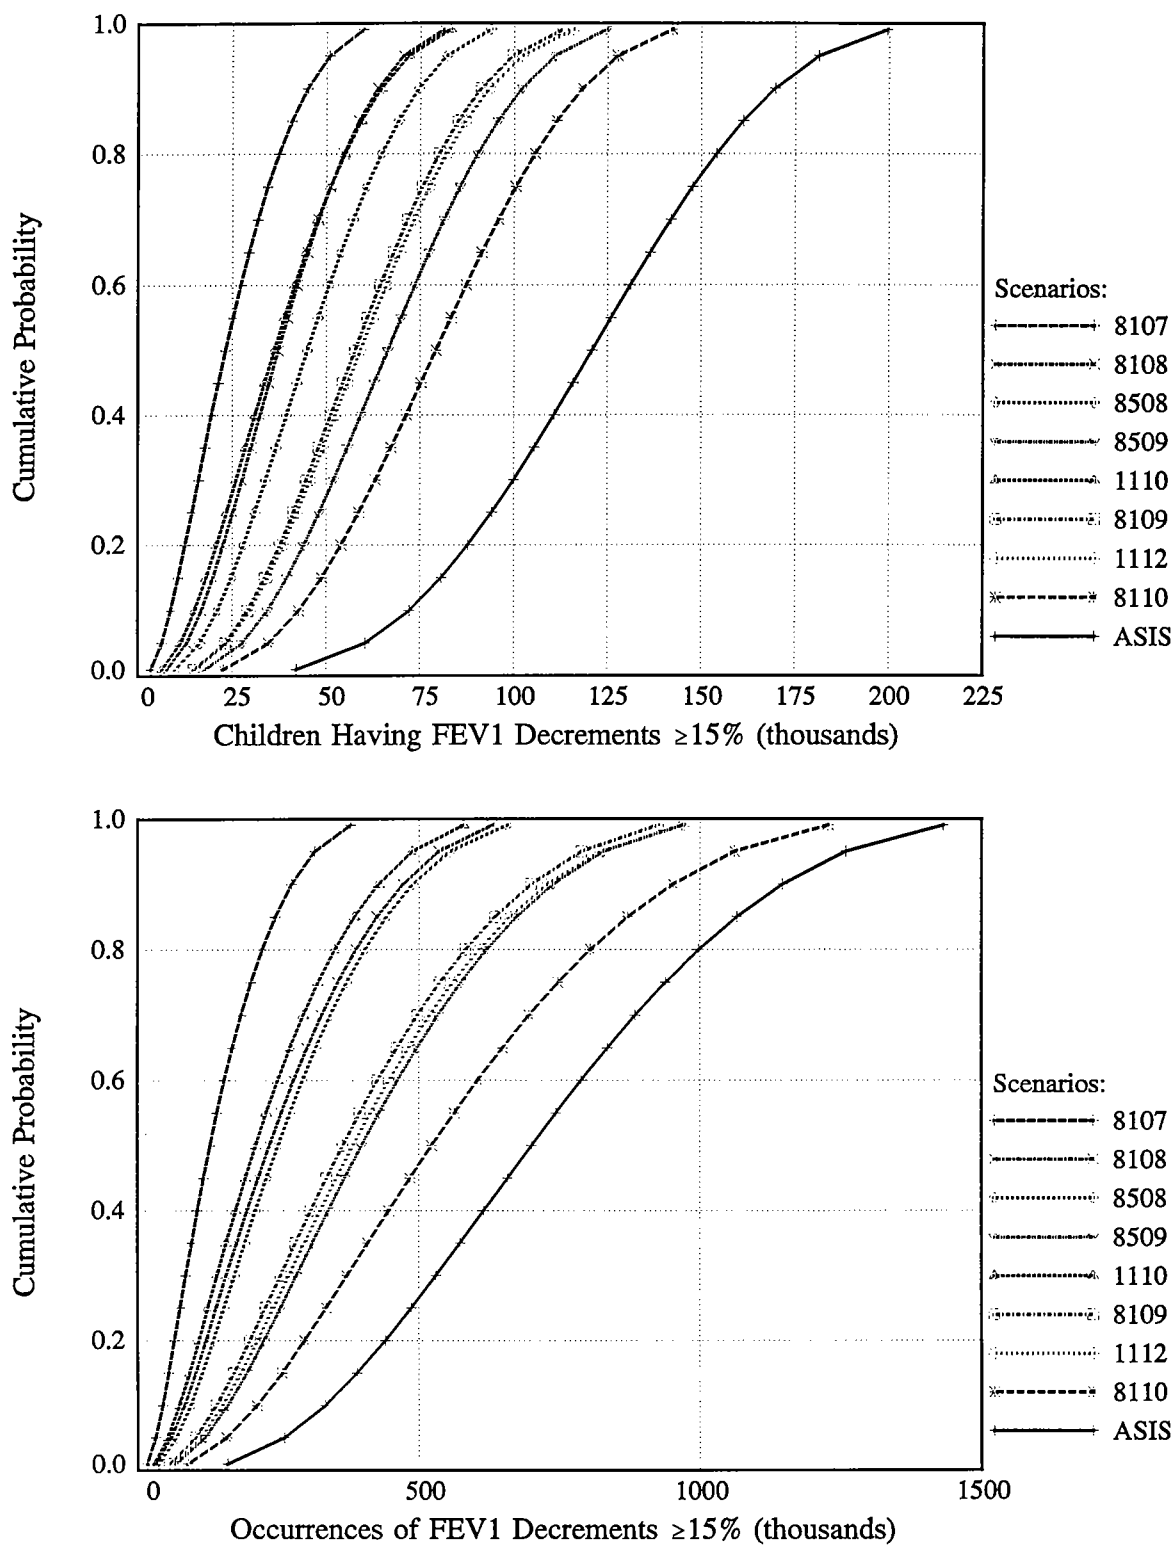 1.0
0.8
0.6
0.4
0.2
0.0
Cumulative Probability
0 25 50 75 100 125 150 175 200 225
Children Having FEV1 Decrements ≥15% (thousands)
Scenarios:
8107
8108
8508
8509
1110
8109
1112
8110
ASIS
1.0
0.8
0.6
0.4
0.2
0.0
Cumulative Probability
0 500 1000 1500
Occurrences of FEV1 Decrements ≥15% (thousands)
Scenarios:
8107
8108
8508
8509
1110
8109
1112
8110
ASIS